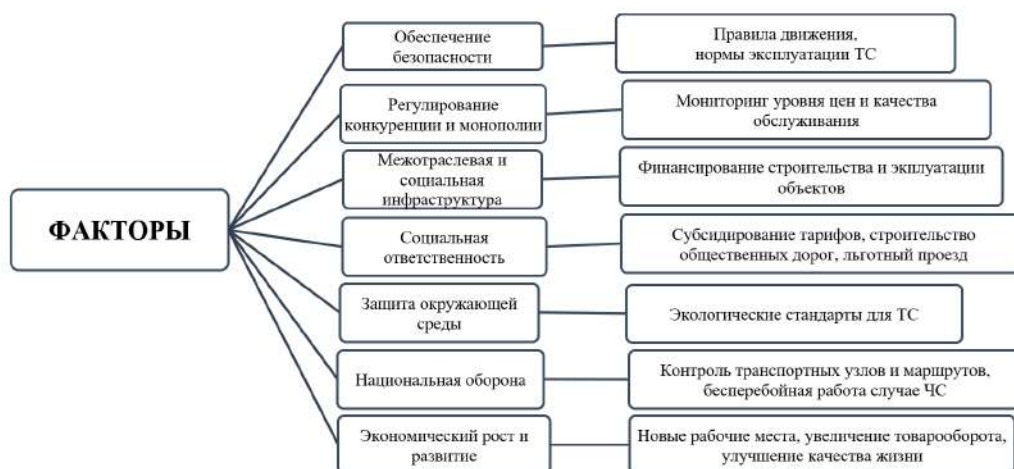 ФАКТОРЫ
Обеспечение
безопасности
Правила движения,
нормы эксплуатации ТС
Регулирование
конкуренции и монополии
Мониторинг уровня цен и качества
обслуживания
Межотраслевая и
социальная
инфраструктура
Финансирование строительства и экплуатации
объектов
Социальная
ответственность
Субсидирование тарифов, строительство
общественных дорог, льготный проезд
Защита окружающей
среды
Экологические стандарты для ТС
Национальная оборона
Контроль транспортных узлов и маршрутов,
бесперебойная работа случае ЧС
Экономический рост и
развитие
Новые рабочие места, увеличение товарооборота,
улучшение качества жизни